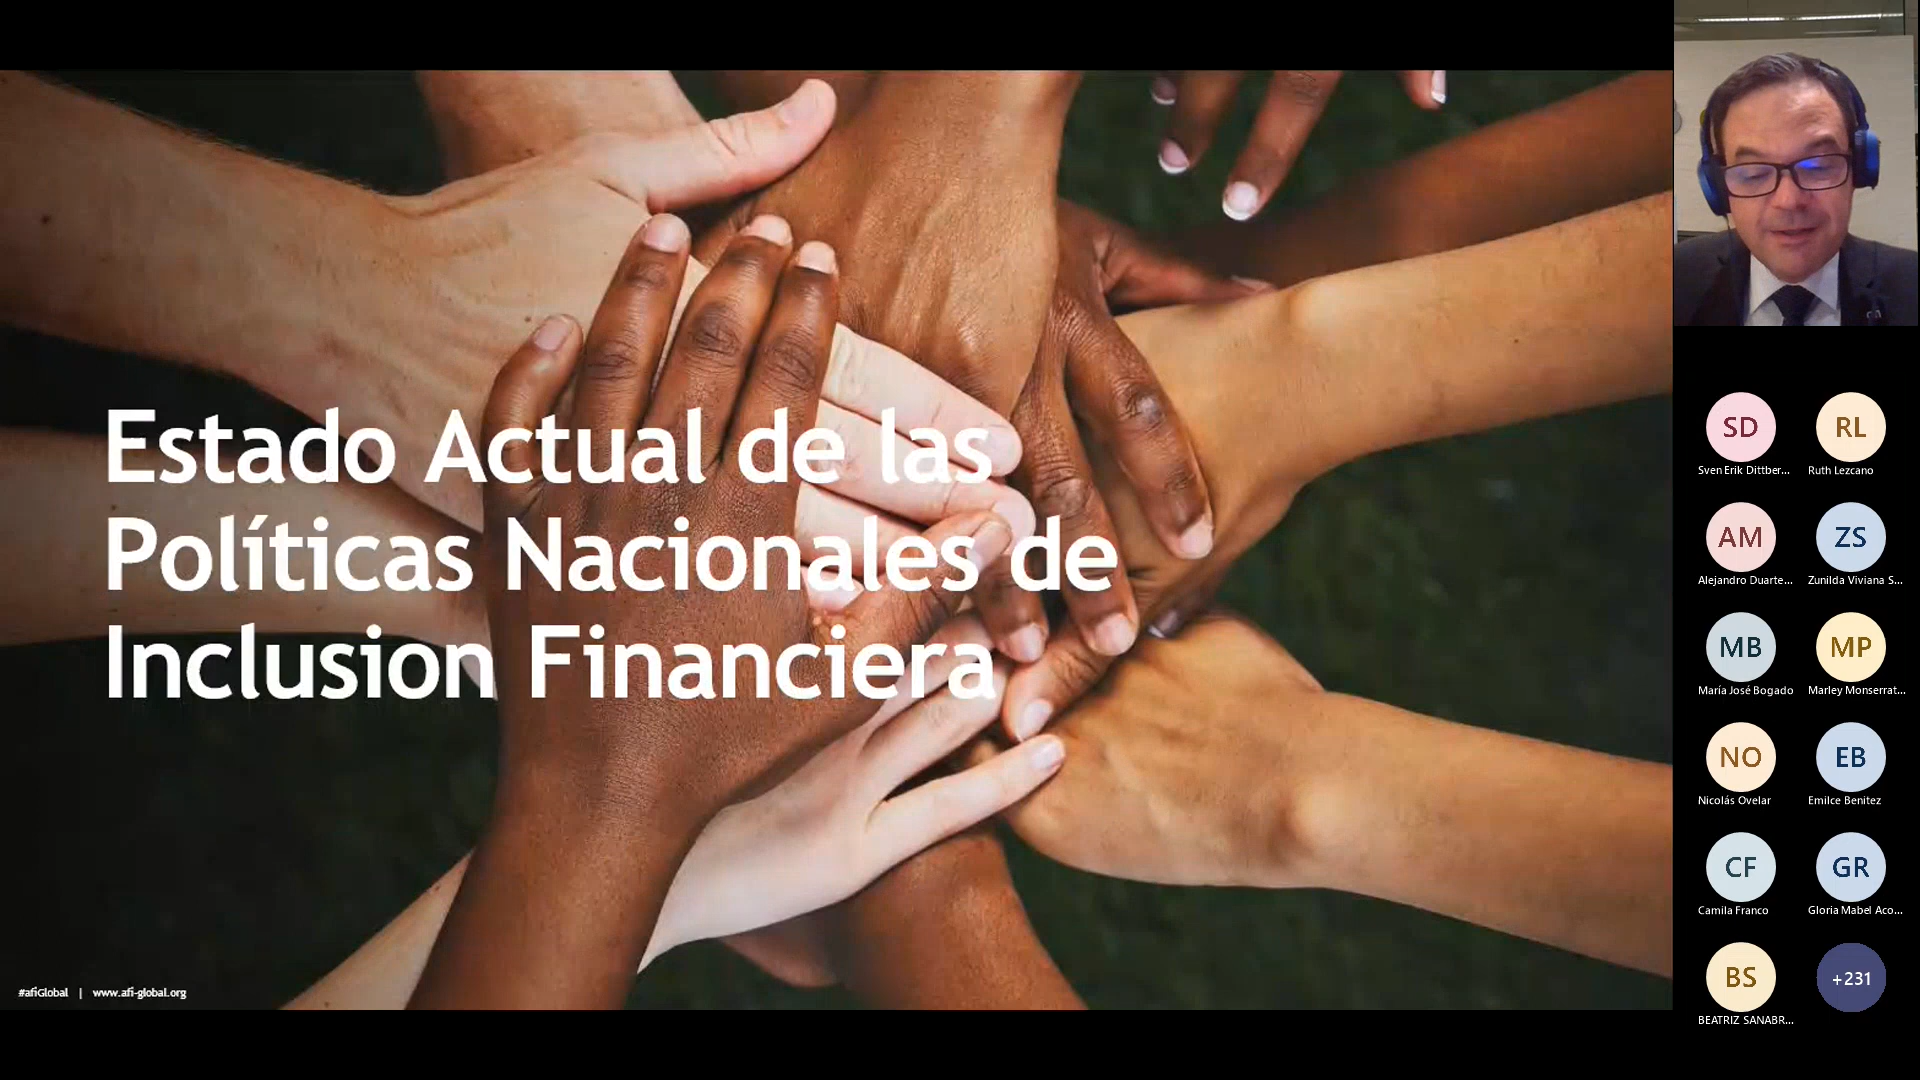 Estado Actual de las
Políticas Nacionales de
Inclusion Financiera
#afiGlobal | www.afi-global.org
SD
RL
Sven Erik Dittber...
Ruth Lezcano
AM
ZS
Alejandro Duarte...
Zunilda Viviana S...
MB
MP
María José Bogado
Marley Monserrat...
NO
EB
Nicolás Ovelar
Emilce Benitez
CF
GR
Camila Franco
Gloria Mabel Aco...
BS
+231
BEATRIZ SANABR...